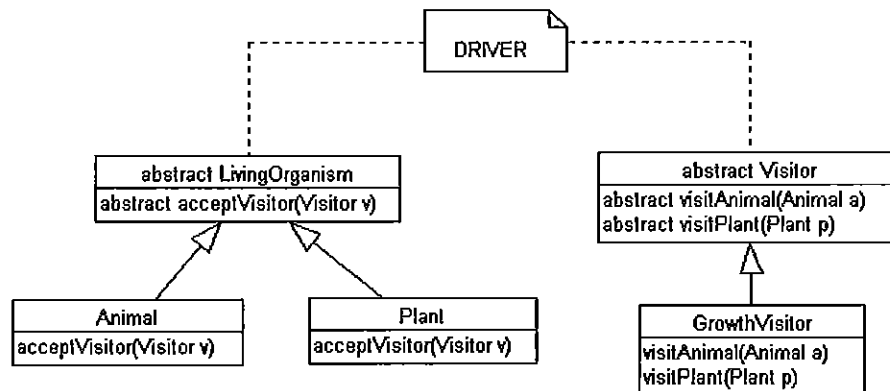 DRIVER
abstract LivingOrganism
abstract acceptVisitor(Visitor v)
abstract Visitor
abstract visitAnimal(Animal a)
abstract visitPlant(Plant p)
Animal
acceptVisitor(Visitor v)
Plant
acceptVisitor(Visitor v)
GrowthVisitor
visitAnimal(Animal a)
visitPlant(Plant p)